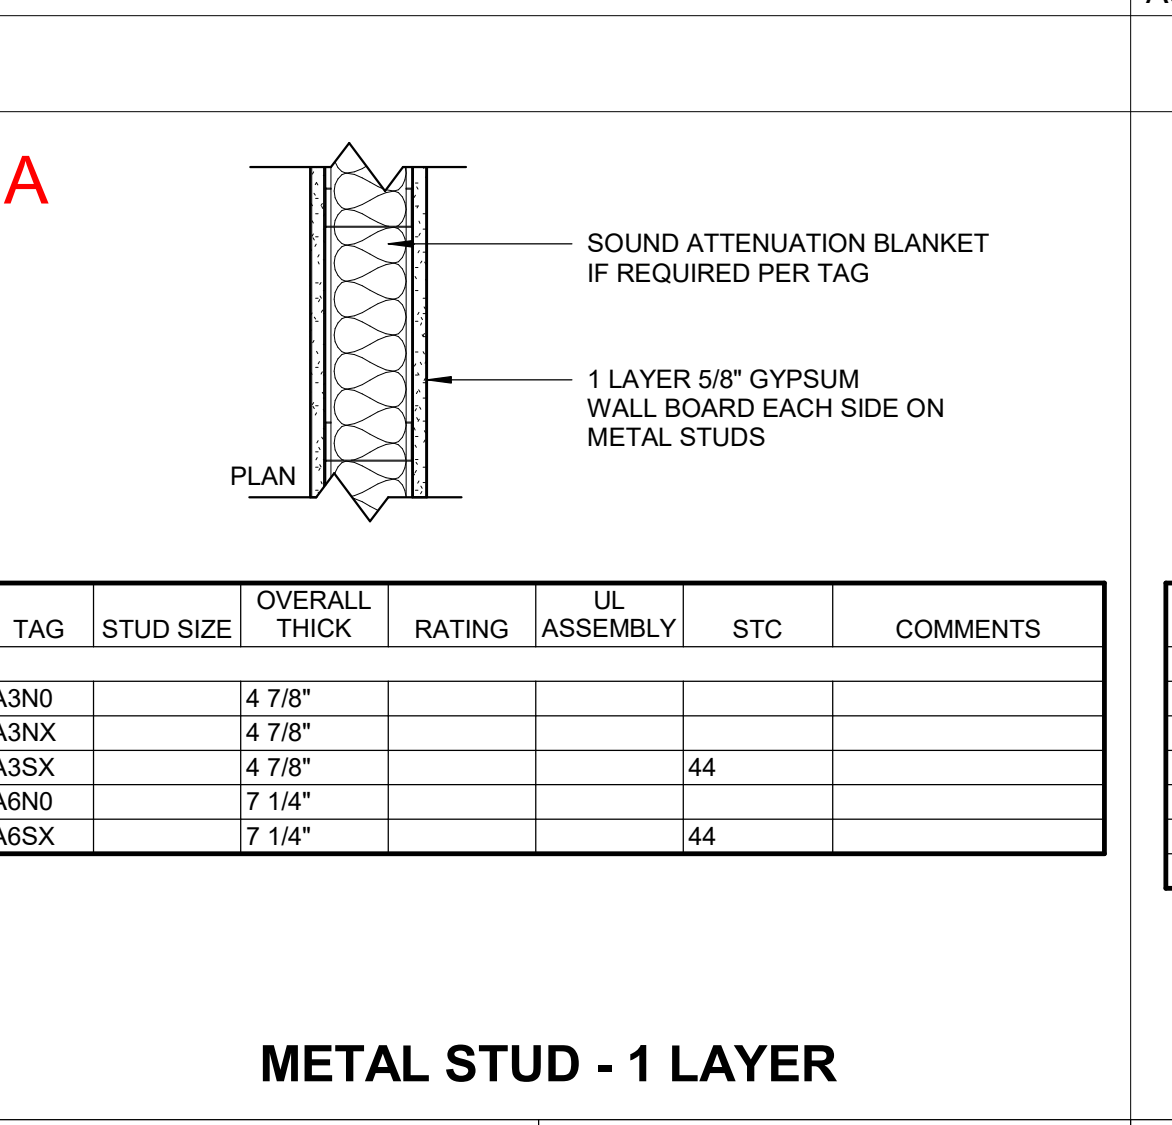 A
SOUND ATTENUATION BLANKET
IF REQUIRED PER TAG
1 LAYER 5/8" GYPSUM
WALL BOARD EACH SIDE ON
METAL STUDS
PLAN
TAG STUD SIZE OVERALL THICK RATING UL ASSEMBLY STC COMMENTS
A3N0 4 7/8"
A3NX 4 7/8"
A3SX 4 7/8" 44
A6N0 7 1/4"
A6SX 7 1/4" 44
METAL STUD - 1 LAYER